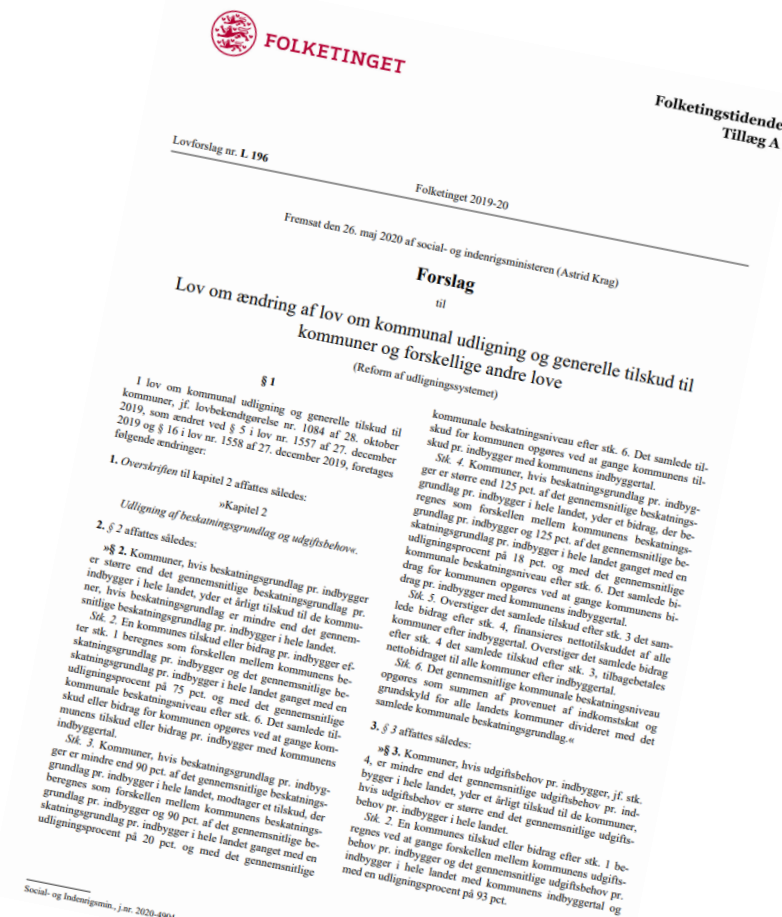 FOLKETINGET
Folketingstidende
Tillæg A
Lovforslag nr. L 196
Folketinget 2019-20
Fremsat den 26. maj 2020 af social- og indenrigsministeren (Astrid Krag)
Forslag
til
Lov om ændring af lov om kommunal udligning og generelle tilskud til
kommuner og forskellige andre love
(Reform af udligningssystemet)
§ 1
I lov om kommunal udligning og generelle tilskud til
kommuner, jf. lovbekendtgørelse nr. 1084 af 28. oktober
2019, som ændret ved § 5 i lov nr. 1557 af 27. december
2019 og § 16 i lov nr. 1558 af 27. december 2019, foretages
følgende ændringer:
1. Overskriften til kapitel 2 affattes således:
»Kapitel 2
Udligning af beskatningsgrundlag og udgiftsbehov«.
2. § 2 affattes således:
»§ 2. Kommuner, hvis beskatningsgrundlag pr. indbygger
er større end det gennemsnitlige beskatningsgrundlag pr.
indbygger i hele landet, yder et årligt tilskud til de kommu-
ner, hvis beskatningsgrundlag er mindre end det gennem-
snitlige beskatningsgrundlag pr. indbygger i hele landet.
Stk. 2. En kommunes tilskud eller bidrag pr. indbygger ef-
ter stk. 1 beregnes som forskellen mellem kommunens be-
skatningsgrundlag pr. indbygger og det gennemsnitlige be-
skatningsgrundlag pr. indbygger i hele landet ganget med en
udligningsprocent på 75 pct. og med det gennemsnitlige
kommunale beskatningsniveau efter stk. 6. Det samlede til-
skud eller bidrag for kommunen opgøres ved at gange kom-
munens tilskud eller bidrag pr. indbygger med kommunens
indbyggertal.
Stk. 3. Kommuner, hvis beskatningsgrundlag pr. indbyg-
ger er mindre end 90 pct. af det gennemsnitlige beskatnings-
grundlag pr. indbygger i hele landet, modtager et tilskud, der
beregnes som forskellen mellem kommunens beskatnings-
grundlag pr. indbygger og 90 pct. af det gennemsnitlige be-
skatningsgrundlag pr. indbygger i hele landet ganget med en
udligningsprocent på 20 pct. og med det gennemsnitlige
kommunale beskatningsniveau efter stk. 6. Det samlede til-
skud for kommunen opgøres ved at gange kommunens til-
skud pr. indbygger med kommunens indbyggertal.
Stk. 4. Kommuner, hvis beskatningsgrundlag pr. indbyg-
ger er større end 125 pct. af det gennemsnitlige beskatnings-
grundlag pr. indbygger i hele landet, yder et bidrag, der be-
regnes som forskellen mellem kommunens beskatnings-
grundlag pr. indbygger og 125 pct. af det gennemsnitlige be-
skatningsgrundlag pr. indbygger i hele landet ganget med en
udligningsprocent på 18 pct. og med det gennemsnitlige
kommunale beskatningsniveau efter stk. 6. Det samlede bi-
drag for kommunen opgøres ved at gange kommunens bi-
drag pr. indbygger med kommunens indbyggertal.
Stk. 5. Overstiger det samlede tilskud efter stk. 3 det sam-
lede bidrag efter stk. 4, finansieres nettotilskuddet af alle
kommuner efter indbyggertal. Overstiger det samlede bidrag
efter stk. 4 det samlede tilskud efter stk. 3, tilbagebetales
nettobidraget til alle kommuner efter indbyggertal.
Stk. 6. Det gennemsnitlige kommunale beskatningsniveau
opgøres som summen af provenuet af indkomstskat og
grundskyld for alle landets kommuner divideret med det
samlede kommunale beskatningsgrundlag.«
3. § 3 affattes således:
»§ 3. Kommuner, hvis udgiftsbehov pr. indbygger, jf. stk.
4, er mindre end det gennemsnitlige udgiftsbehov pr. ind-
bygger i hele landet, yder et årligt tilskud til de kommuner,
hvis udgiftsbehov er større end det gennemsnitlige udgifts-
behov pr. indbygger i hele landet.
Stk. 2. En kommunes tilskud eller bidrag efter stk. 1 be-
regnes ved at gange forskellen mellem kommunens udgifts-
behov pr. indbygger og det gennemsnitlige udgiftsbehov pr.
indbygger i hele landet med kommunens indbyggertal og
med en udligningsprocent på 93 pct.
Social- og Indenrigsmin., j.nr. 2020-4901